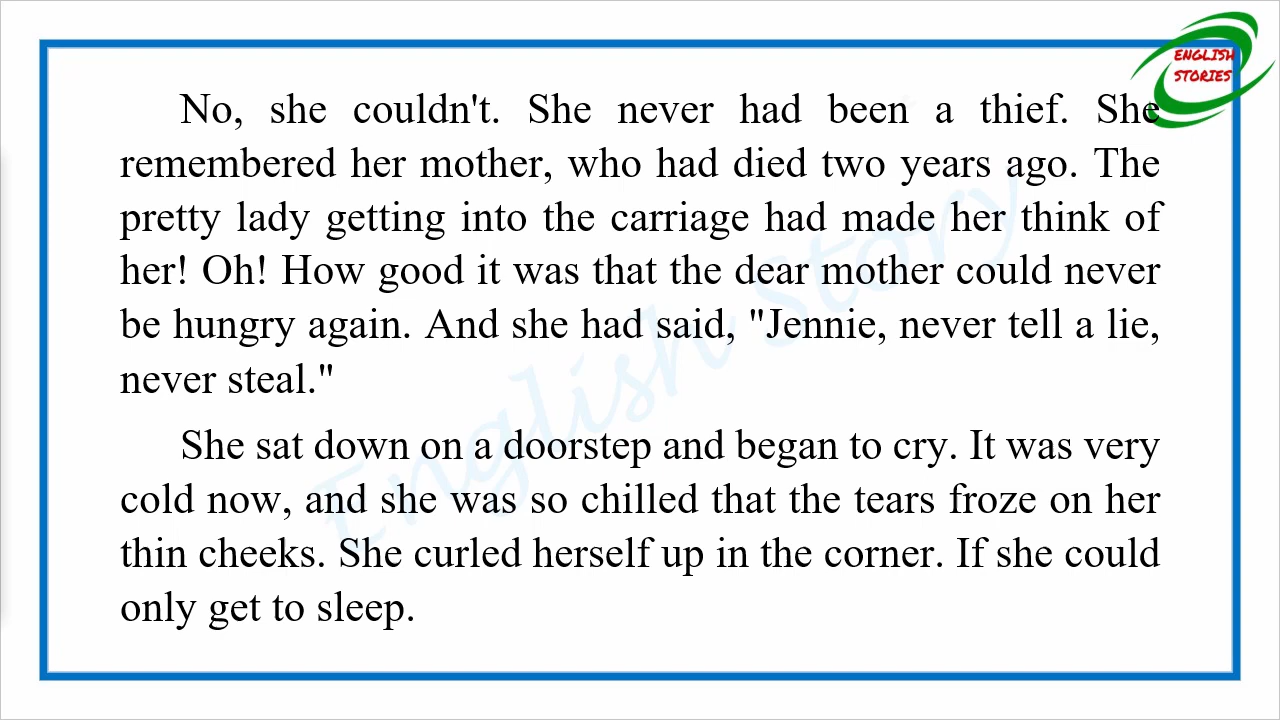 ENGLISH
STORIES
No, she couldn't. She never had been a thief. She
remembered her mother, who had died two years ago. The
pretty lady getting into the carriage had made her think of
her! Oh! How good it was that the dear mother could never
be hungry again. And she had said, "Jennie, never tell a lie,
never steal."
She sat down on a doorstep and began to cry. It was very
cold now, and she was so chilled that the tears froze on her
thin cheeks. She curled herself up in the corner. If she could
only get to sleep.
English Story